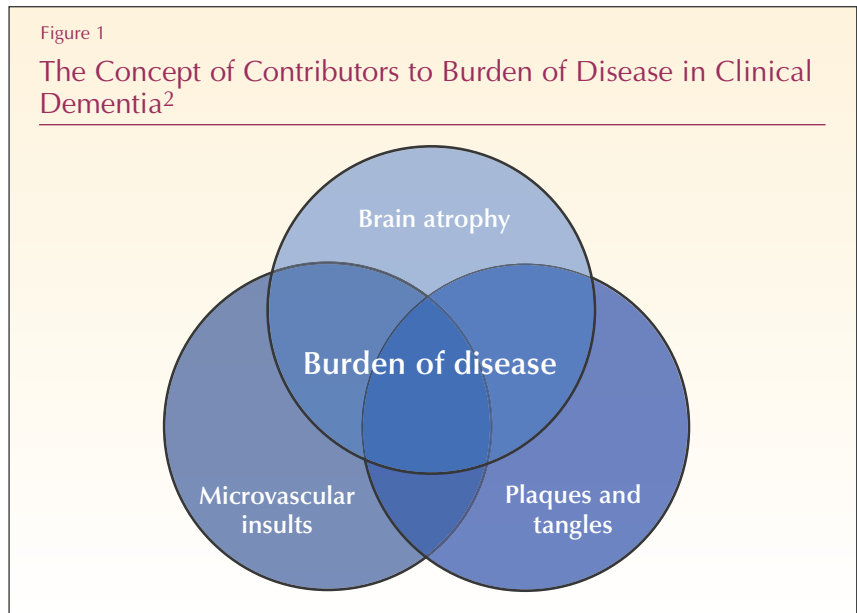 Figure 1
The Concept of Contributors to Burden of Disease in Clinical
Dementia²
Brain atrophy
Burden of disease
Microvascular
insults
Plaques and
tangles